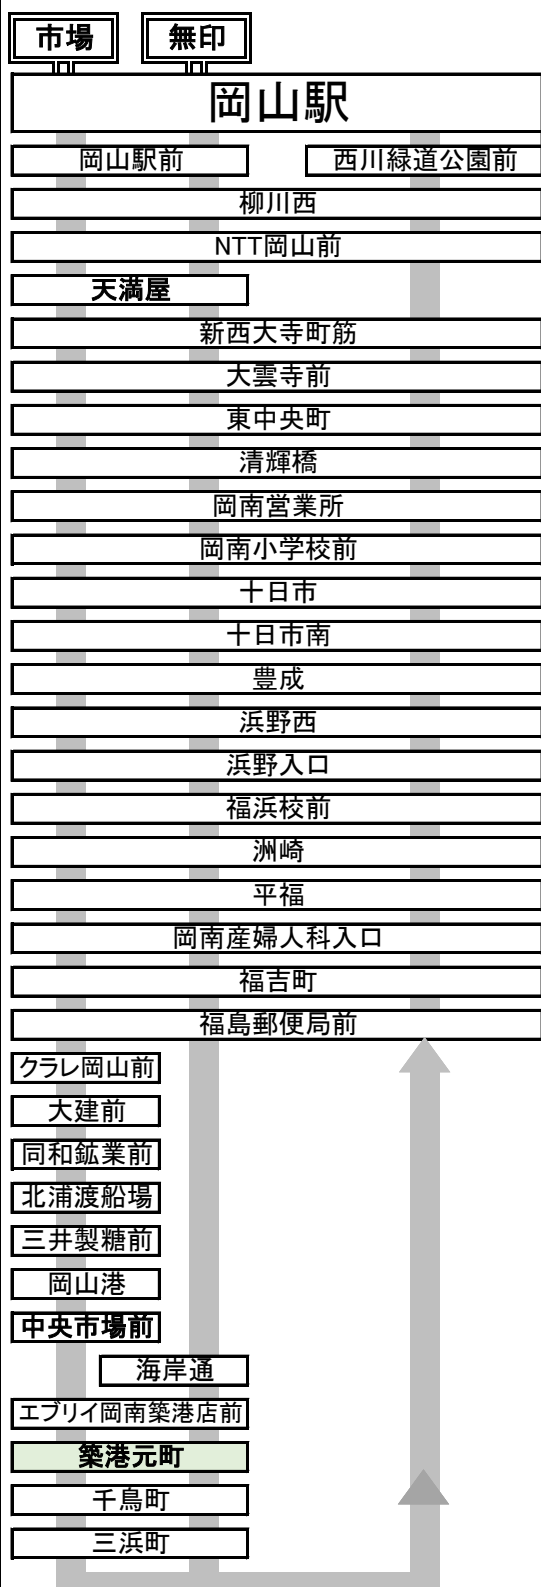 市場 無印
岡山駅
岡山駅前 西川緑道公園前
柳川西
NTT岡山前
天満屋
新西大寺町筋
大雲寺前
東中央町
清輝橋
岡南営業所
岡南小学校前
十日市
十日市南
豊成
浜野西
浜野入口
福浜校前
洲崎
平福
岡南産婦人科入口
福吉町
福島郵便局前
クラレ岡山前
大建前
同和鉱業前
北浦渡船場
三井製糖前
岡山港
中央市場前
海岸通
エブリイ岡南築港店前
築港元町
千鳥町
三浜町